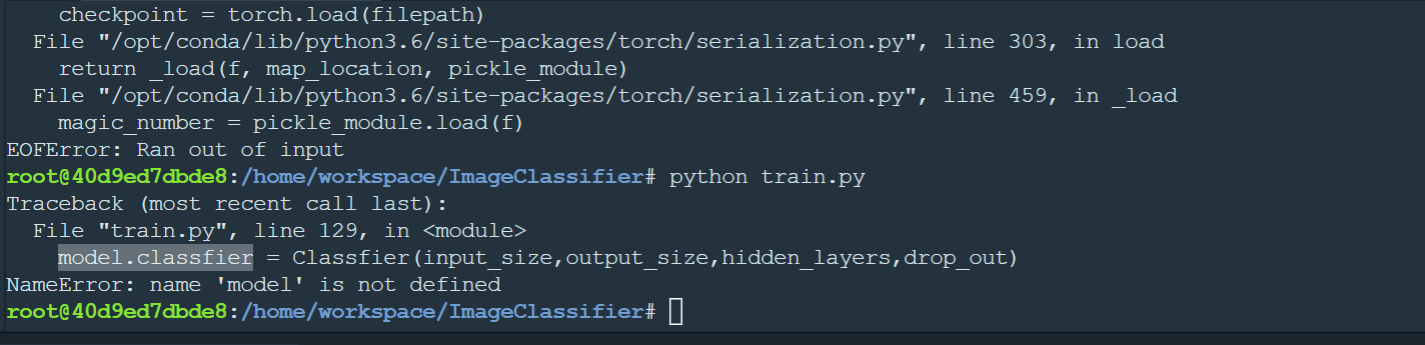 checkpoint = torch.load(filepath)
File "/opt/conda/lib/python3.6/site-packages/torch/serialization.py", line 303, in load
return _load(f, map_location, pickle_module)
File "/opt/conda/lib/python3.6/site-packages/torch/serialization.py", line 459, in _load
magic_number = pickle_module.load(f)
EOFError: Ran out of input
root@40d9ed7dbde8:/home/workspace/ImageClassifier# python train.py
Traceback (most recent call last):
File "train.py", line 129, in <module>
model.classfier = Classfier(input_size,output_size,hidden_layers,drop_out)
NameError: name 'model' is not defined
root@40d9ed7dbde8:/home/workspace/ImageClassifier#